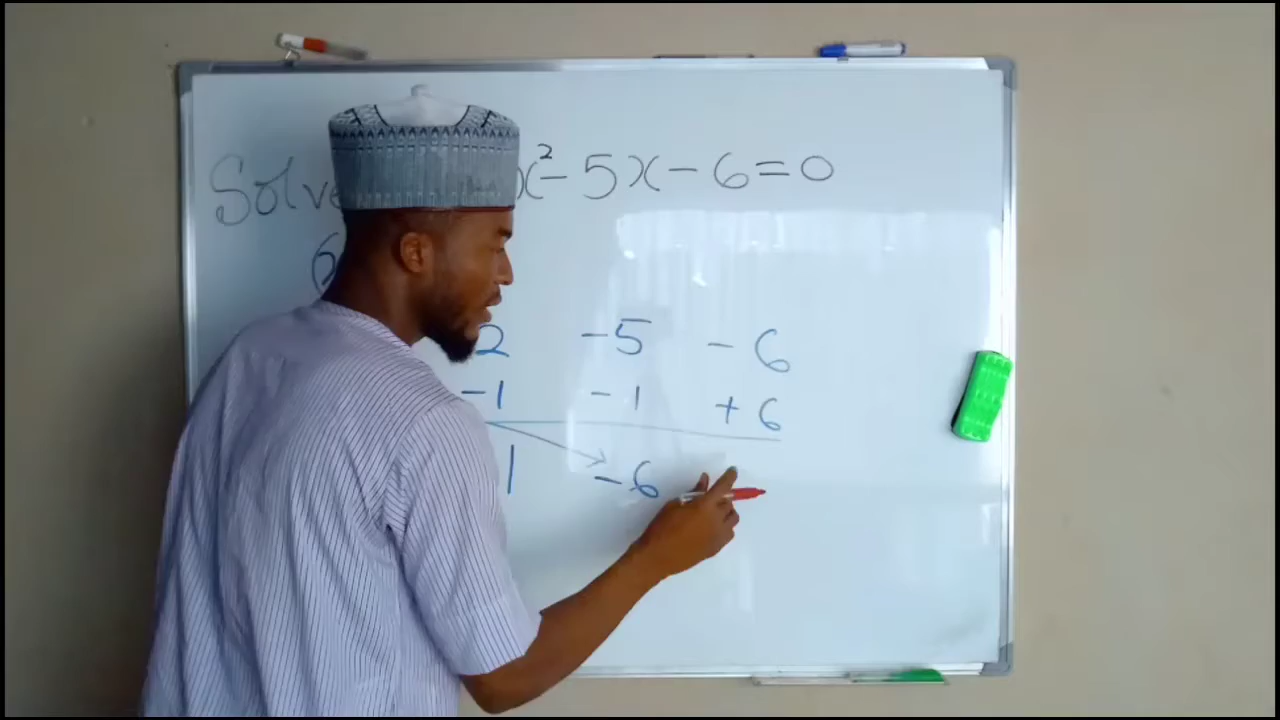 Solve x² - 5x - 6 = 0
2 -5 -6
-1 -1 +6
1 -6